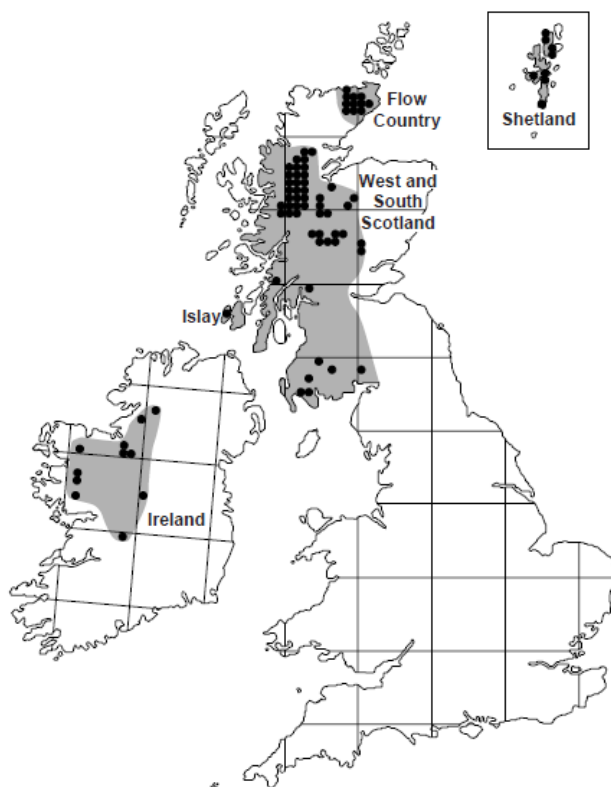 Flow
Country
Shetland
West and
South
Scotland
Islay
Ireland